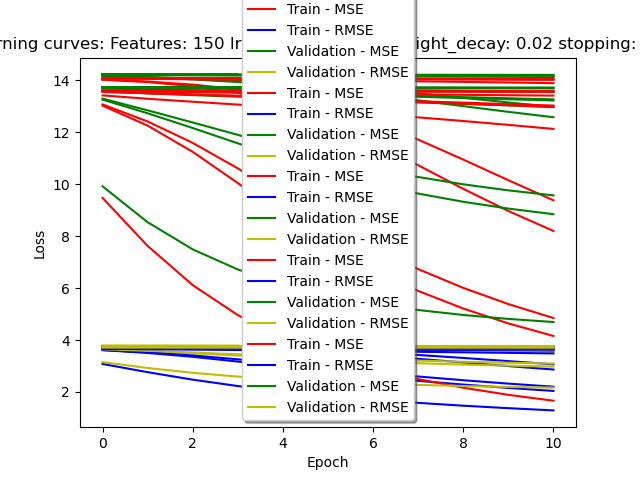 Train - MSE
rning curves: Features: 150 ight_decay: 0.02 stopping:
Train - RMSE
Validation - MSE
Validation - RMSE
Train - MSE
Train - RMSE
Validation - MSE
Validation - RMSE
Train - MSE
Train - RMSE
Validation - MSE
Validation - RMSE
Train - MSE
Train - RMSE
Validation - MSE
Validation - RMSE
Train - MSE
Train - RMSE
Validation - MSE
Validation - RMSE
14
12
10
8
6
4
2
Loss
0 2 4 6 8 10
Epoch